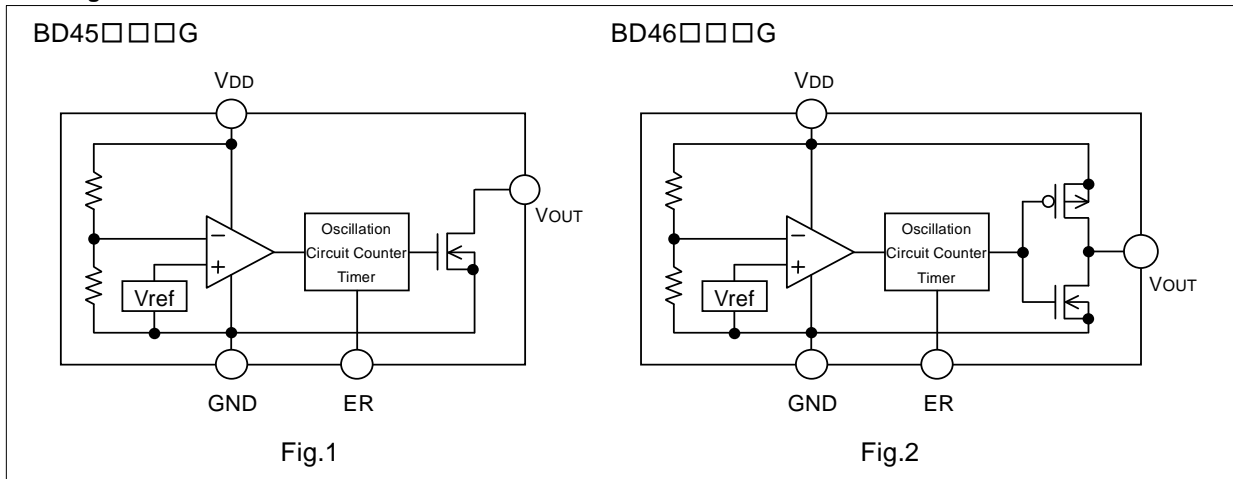 BD45□□□G
VDD
VOUT
−
+
Vref
Oscillation
Circuit Counter
Timer
GND
ER
Fig.1
BD46□□□G
VDD
−
+
Vref
Oscillation
Circuit Counter
Timer
VOUT
GND
ER
Fig.2